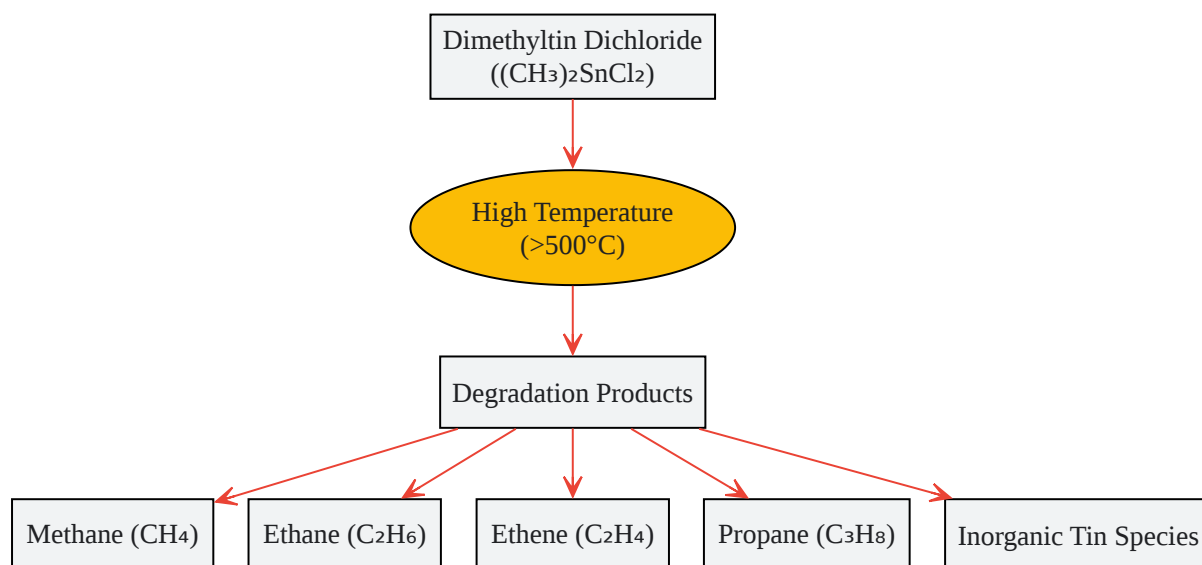 Dimethyltin Dichloride
((CH₃)₂SnCl₂)
High Temperature
(>500°C)
Degradation Products
Methane (CH₄)
Ethane (C₂H₆)
Ethene (C₂H₄)
Propane (C₃H₈)
Inorganic Tin Species